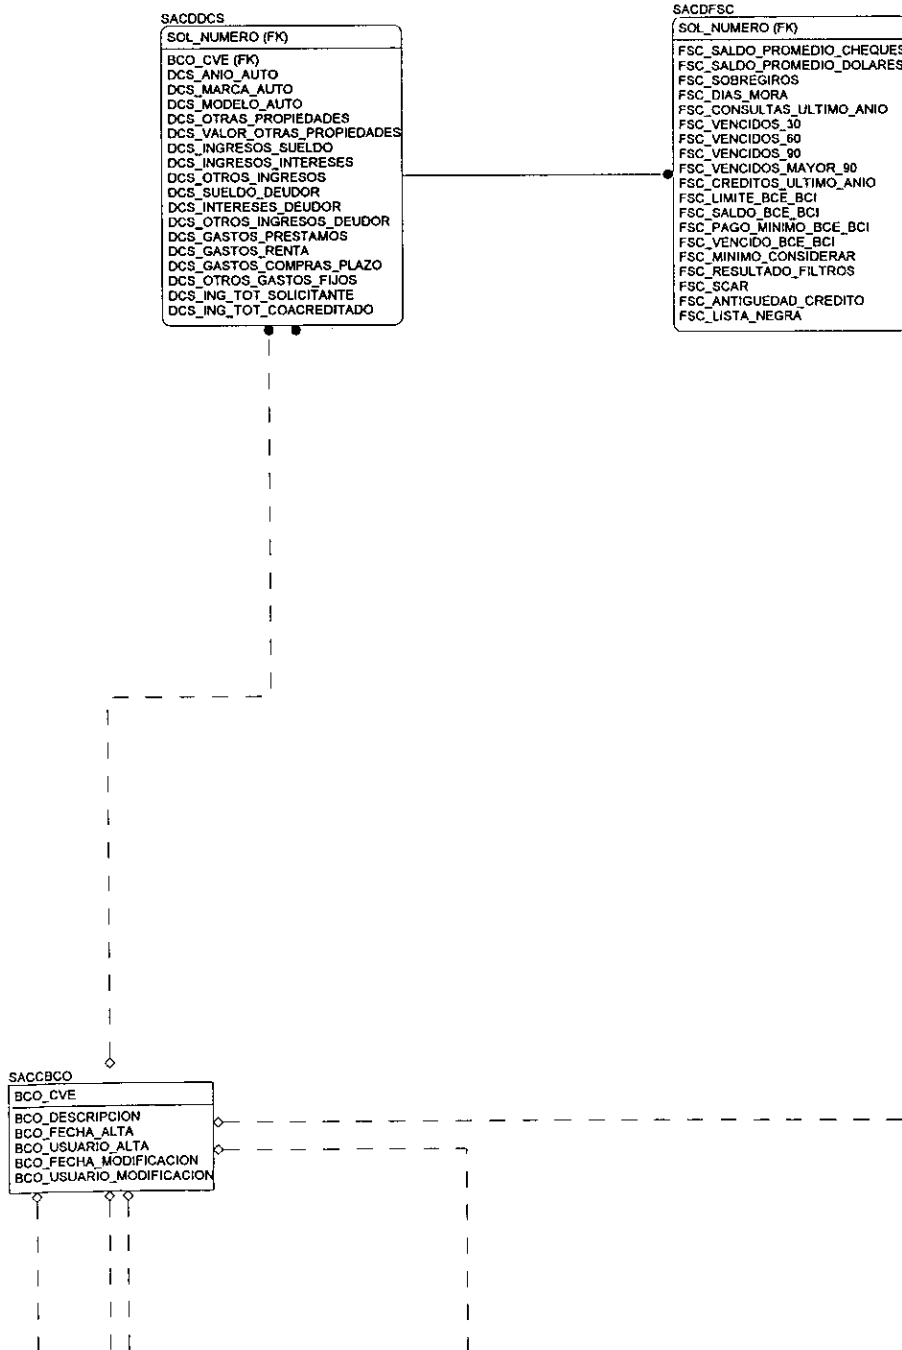 SACDDCS
SOL_NUMERO (FK)
BCO_CVE (FK)
DCS_ANIO_AUTO
DCS_MARCA_AUTO
DCS_MODELO_AUTO
DCS_OTRAS_PROPIEDADES
DCS_VALOR_OTRAS_PROPIEDADES
DCS_INGRESOS_SUELDO
DCS_INGRESOS_INTERESES
DCS_OTROS_INGRESOS
DCS_SUELDO_DEUDOR
DCS_INTERESES_DEUDOR
DCS_OTROS_INGRESOS_DEUDOR
DCS_GASTOS_PRESTAMOS
DCS_GASTOS_RENTA
DCS_GASTOS_COMPRAS_PLAZO
DCS_OTROS_GASTOS_FIJOS
DCS_ING_TOT_SOLICITANTE
DCS_ING_TOT_COACREDITADO
SACDFSC
SOL_NUMERO (FK)
FSC_SALDO_PROMEDIO_CHEQUES
FSC_SALDO_PROMEDIO_DOLARES
FSC_SOBREGIROS
FSC_DIAS_MORA
FSC_CONSULTAS_ULTIMO_ANIO
FSC_VENCIDOS_30
FSC_VENCIDOS_60
FSC_VENCIDOS_90
FSC_VENCIDOS_MAYOR_90
FSC_CREDITOS_ULTIMO_ANIO
FSC_LIMITE_BCE_BCI
FSC_SALDO_BCE_BCI
FSC_PAGO_MINIMO_BCE_BCI
FSC_VENCIDO_BCE_BCI
FSC_MINIMO_CONSIDERAR
FSC_RESULTADO_FILTROS
FSC_SCAR
FSC_ANTIGUEDAD_CREDITO
FSC_LISTA_NEGRA
SACCBCO
BCO_CVE
BCO_DESCRIPCION
BCO_FECHA_ALTA
BCO_USUARIO_ALTA
BCO_FECHA_MODIFICACION
BCO_USUARIO_MODIFICACION